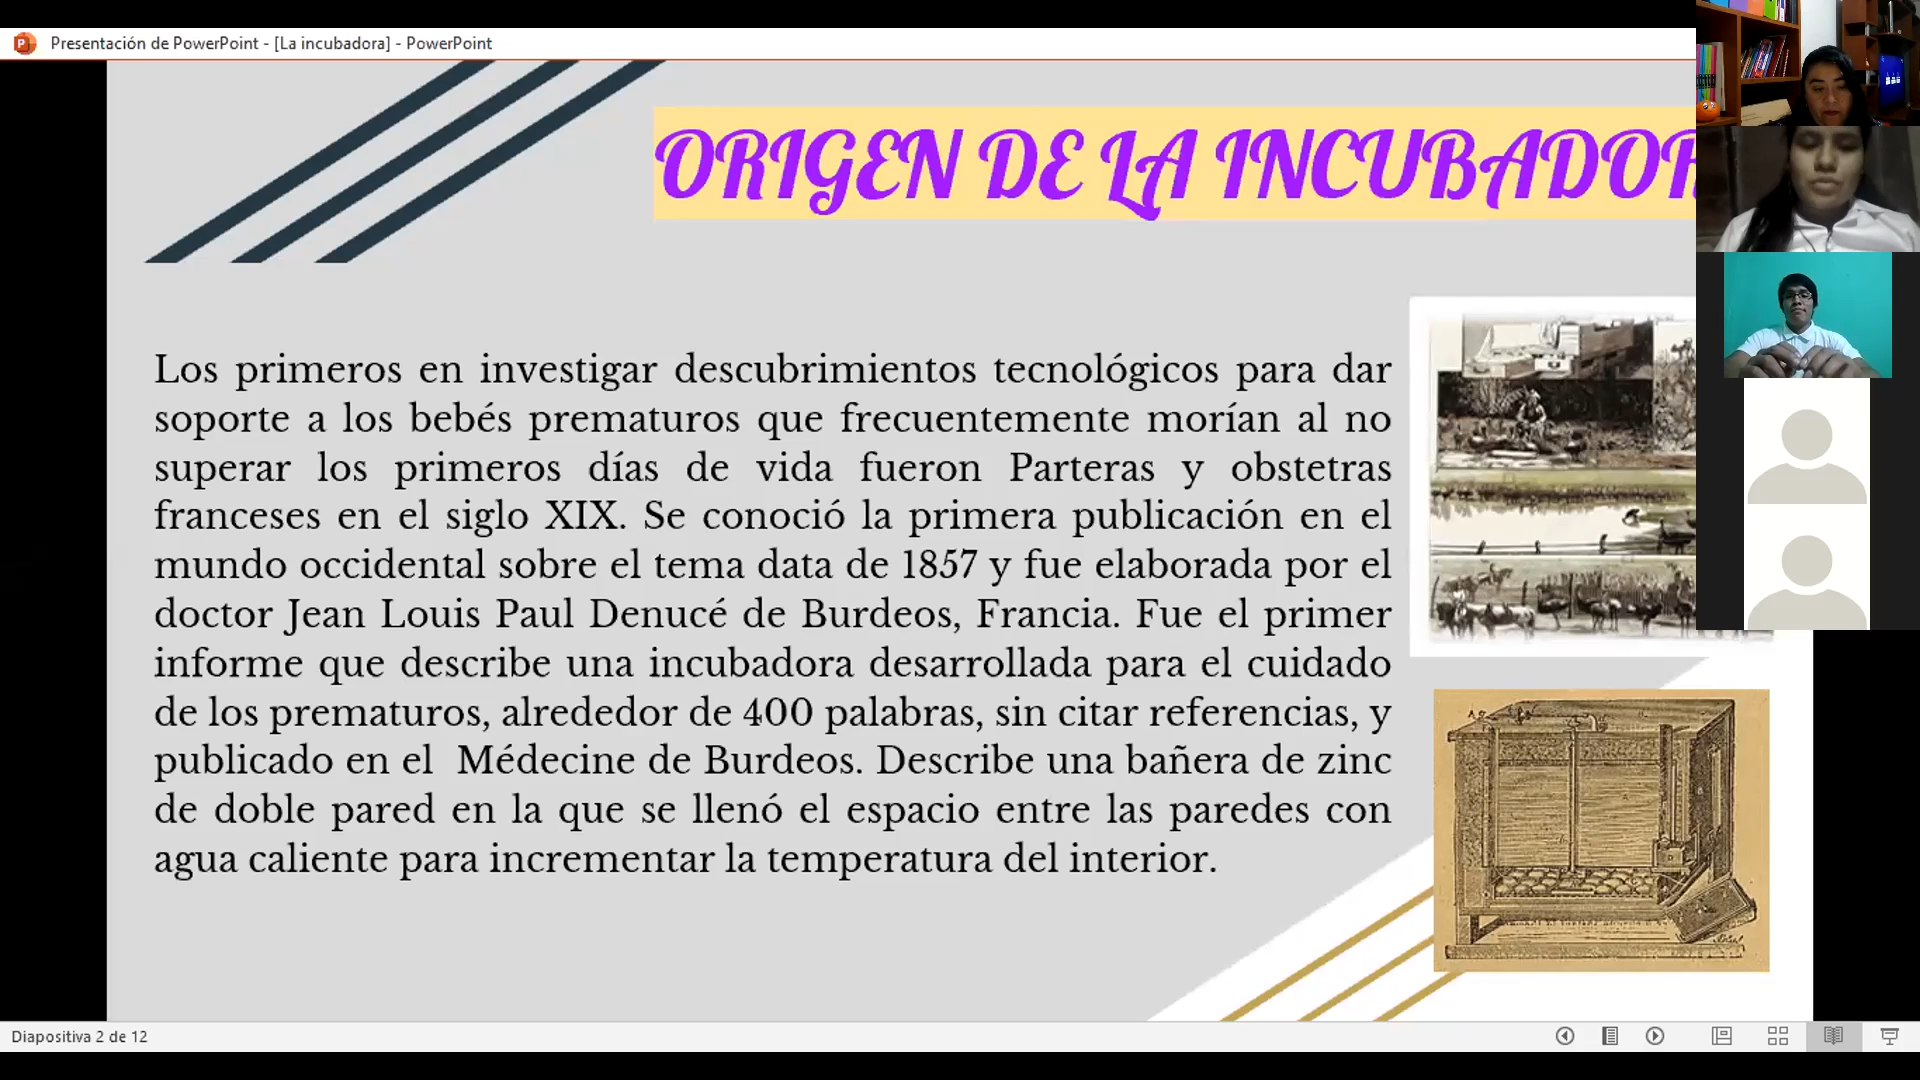 Presentación de PowerPoint - [La incubadora] - PowerPoint
ORIGEN DE LA INCUBADOR
Los primeros en investigar descubrimientos tecnológicos para dar
soporte a los bebés prematuros que frecuentemente morían al no
superar los primeros días de vida fueron Parteras y obstetras
franceses en el siglo XIX. Se conoció la primera publicación en el
mundo occidental sobre el tema data de 1857 y fue elaborada por el
doctor Jean Louis Paul Denucé de Burdeos, Francia. Fue el primer
informe que describe una incubadora desarrollada para el cuidado
de los prematuros, alrededor de 400 palabras, sin citar referencias, y
publicado en el Médecine de Burdeos. Describe una bañera de zinc
de doble pared en la que se llenó el espacio entre las paredes con
agua caliente para incrementar la temperatura del interior.
Diapositiva 2 de 12